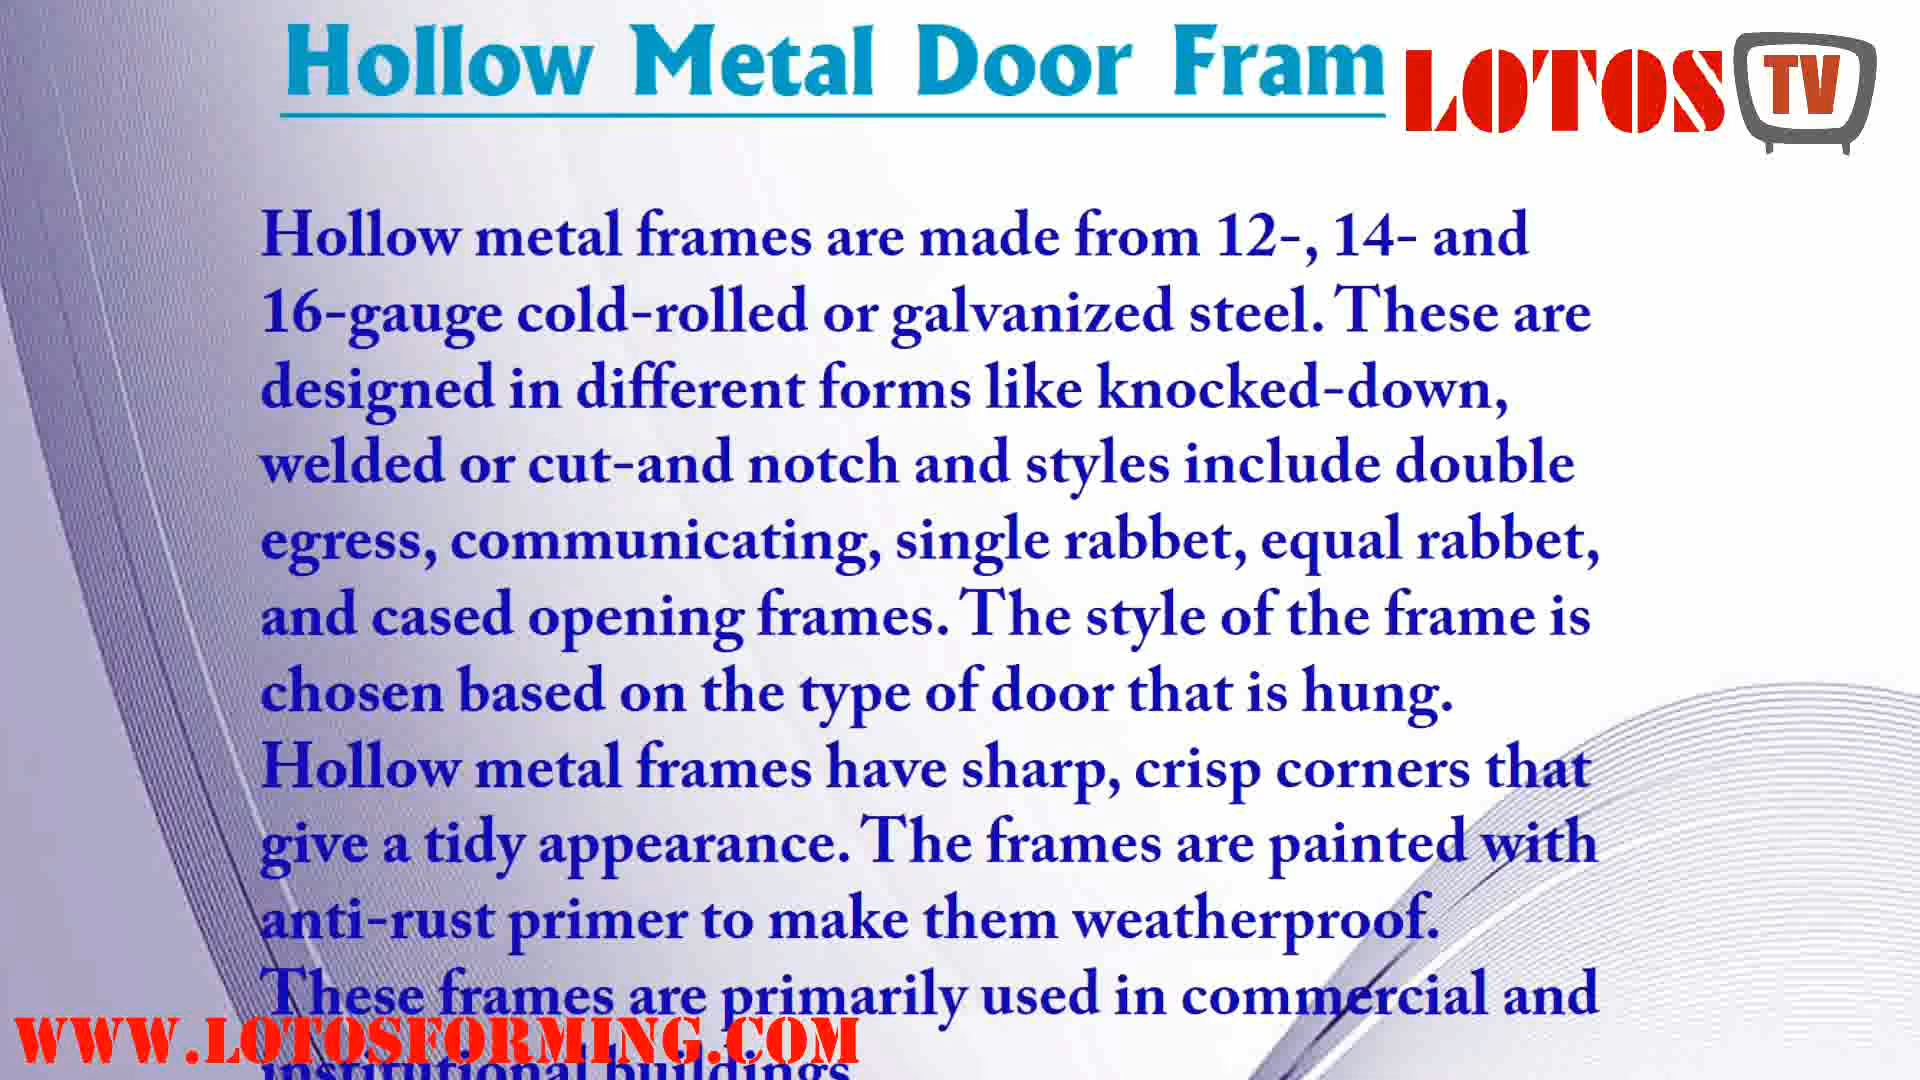 Hollow Metal Door Fram
LOTOS TV
Hollow metal frames are made from 12-, 14- and
16-gauge cold-rolled or galvanized steel. These are
designed in different forms like knocked-down,
welded or cut-and notch and styles include double
egress, communicating, single rabbet, equal rabbet,
and cased opening frames. The style of the frame is
chosen based on the type of door that is hung.
Hollow metal frames have sharp, crisp corners that
give a tidy appearance. The frames are painted with
anti-rust primer to make them weatherproof.
These frames are primarily used in commercial and
institutional buildings
WWW.LOTOSFORMING.COM